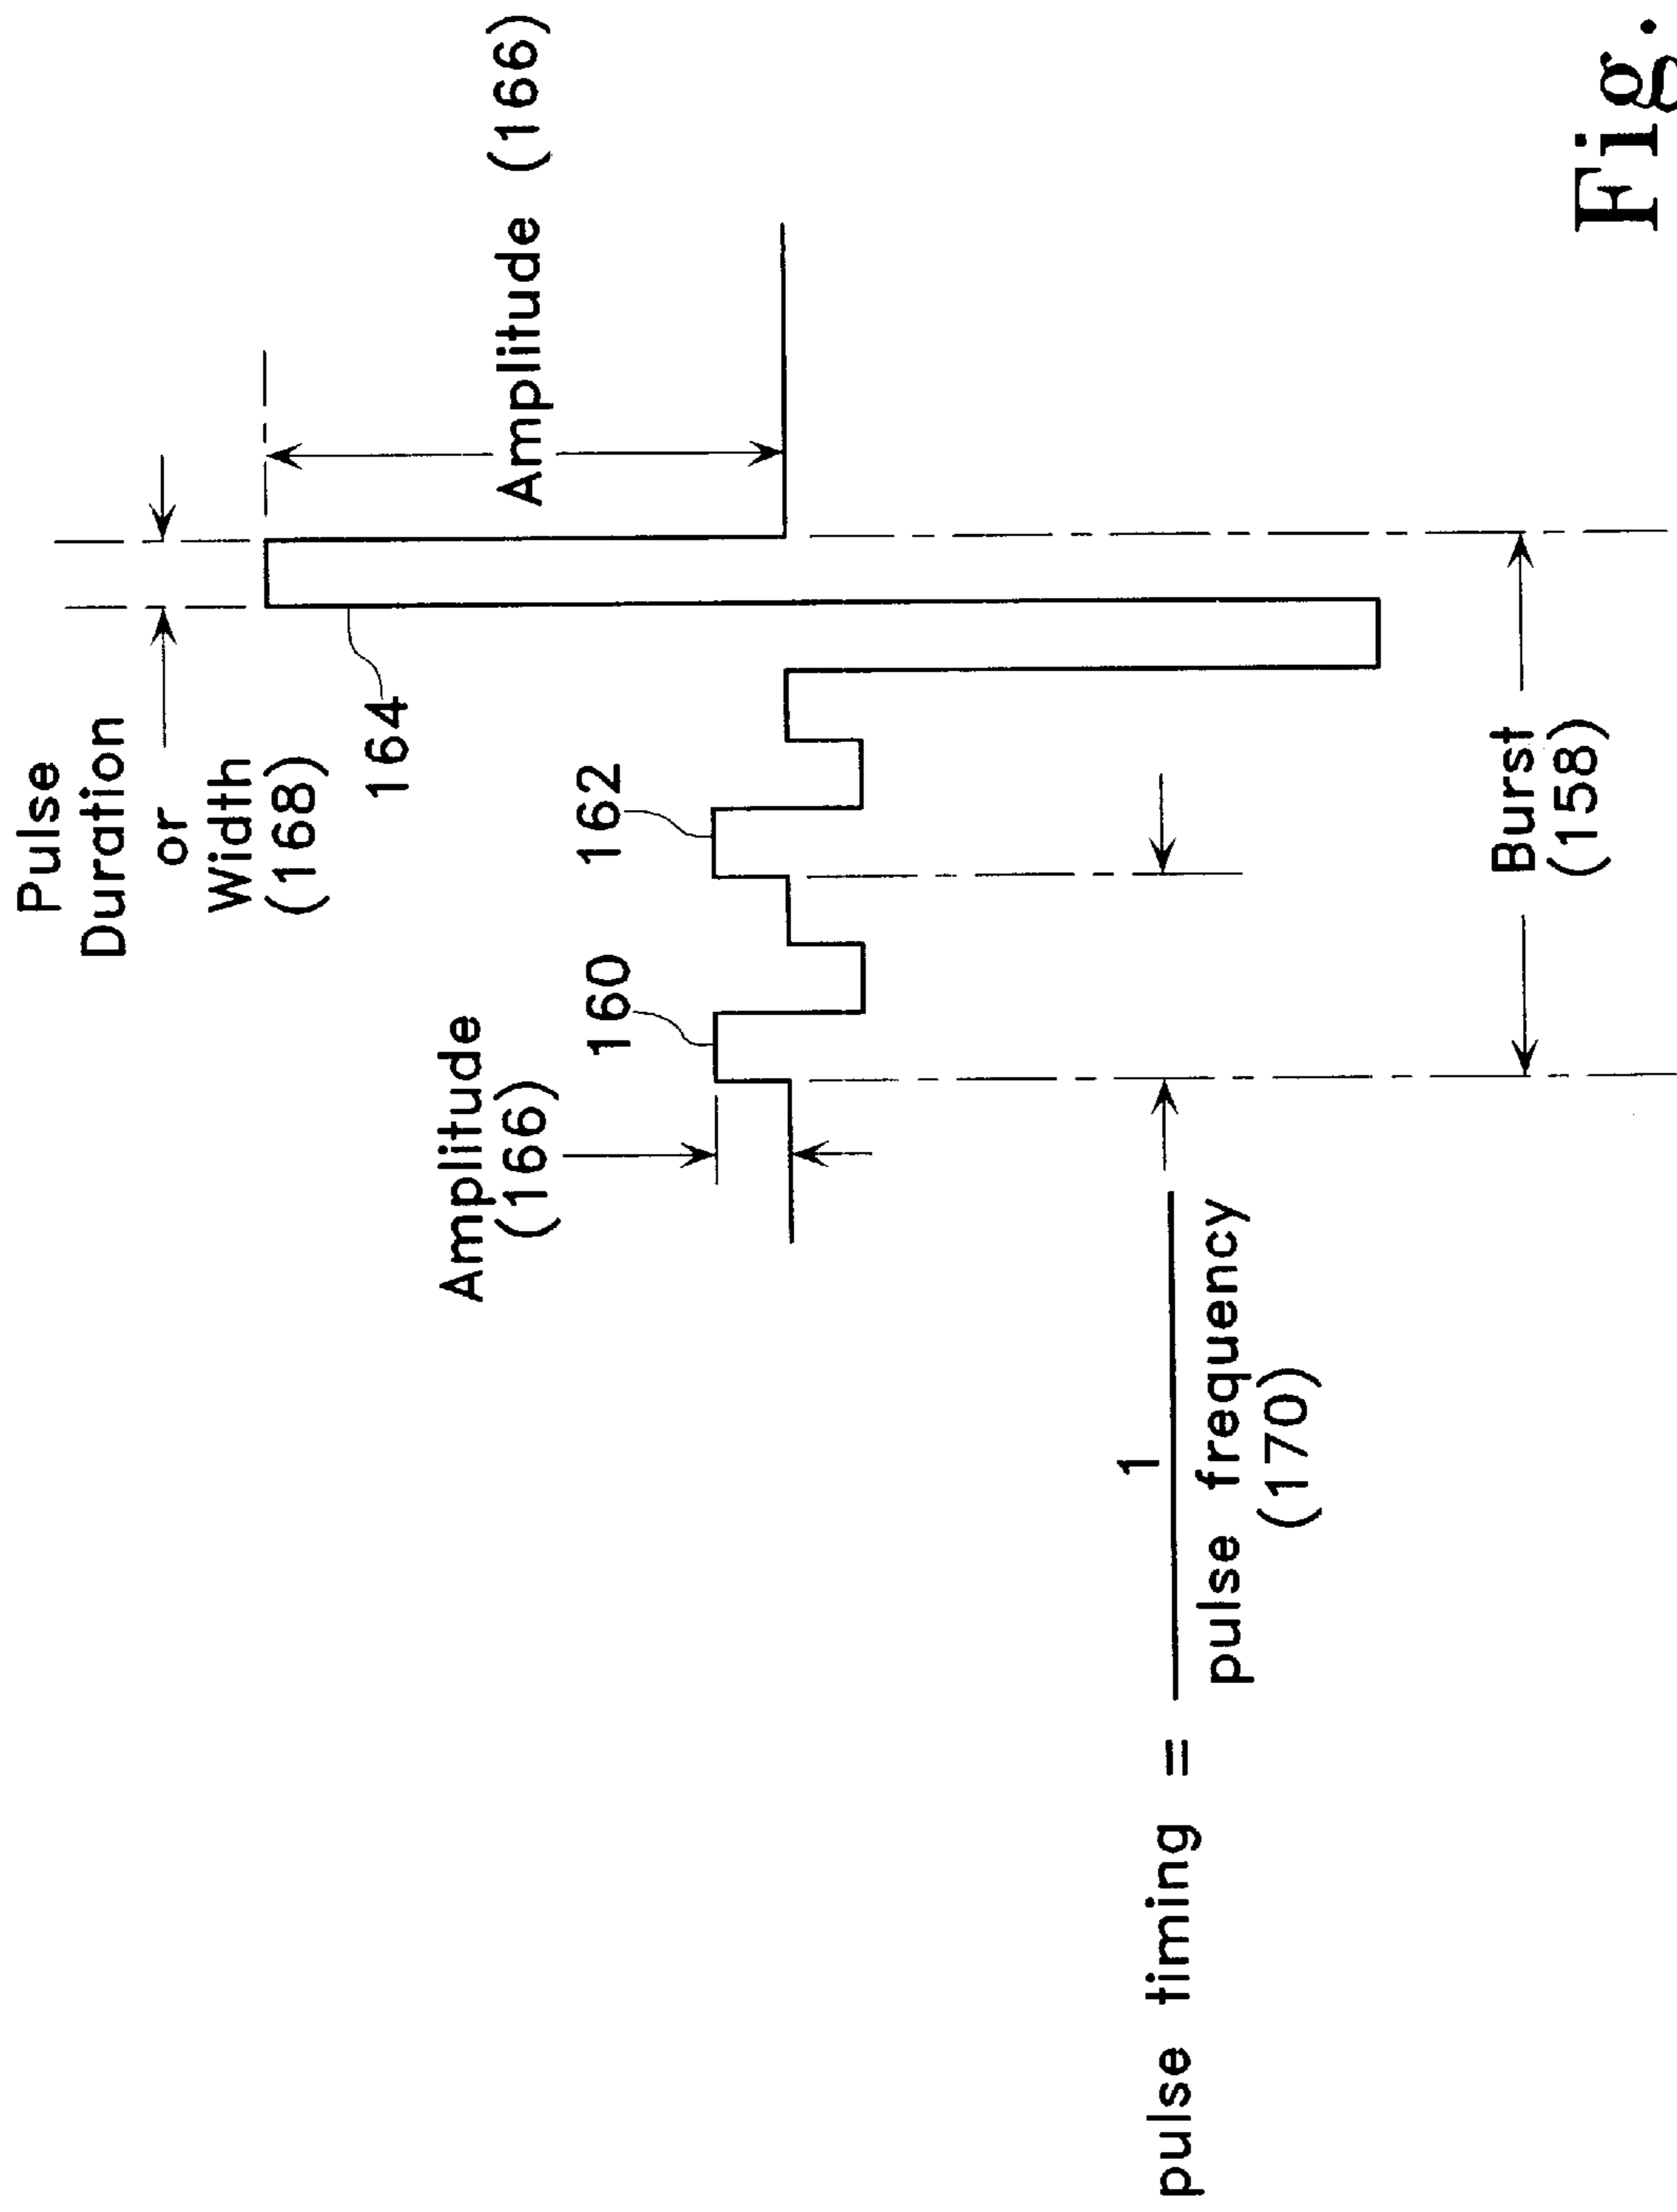 Pulse
Duration
or
Width
(168)
164
Amplitude (166)
Amplitude
(166)
160
162
pulse timing =
1
pulse frequency
(170)
Burst
(158)
Fig.